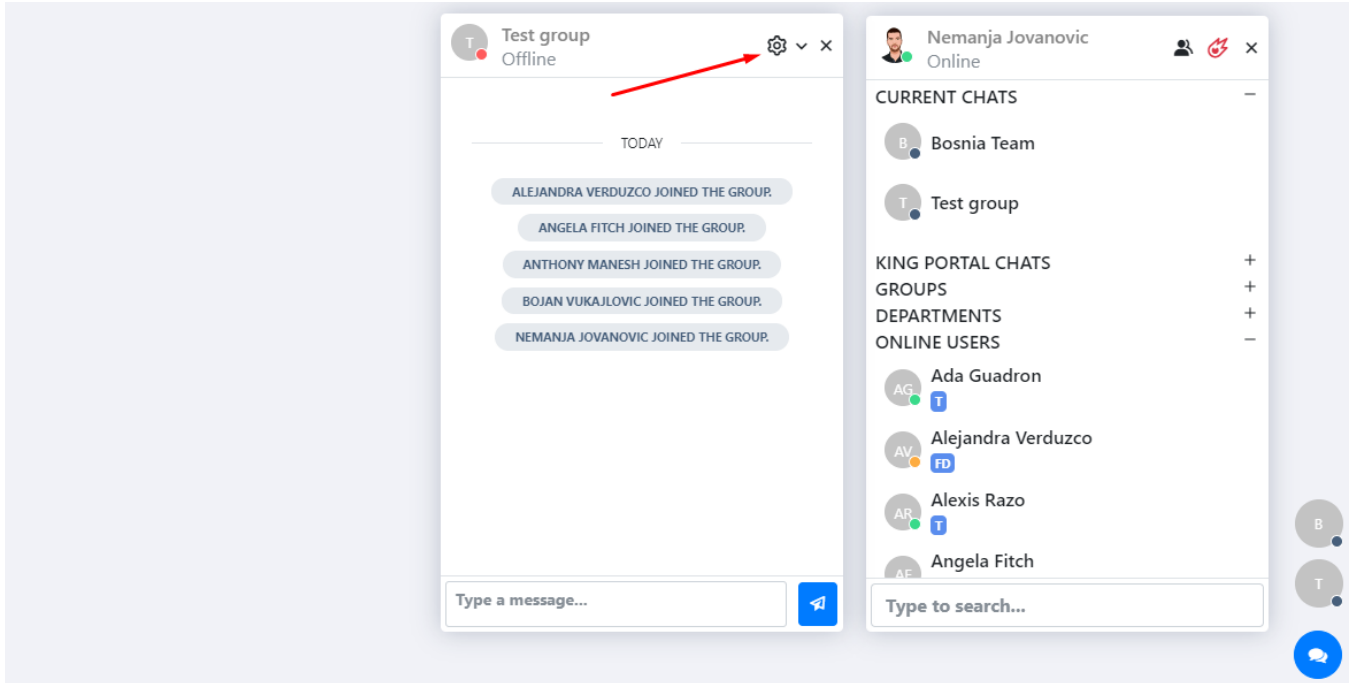 T
Test group
Offline
TODAY
ALEJANDRA VERDUZCO JOINED THE GROUP.
ANGELA FITCH JOINED THE GROUP.
ANTHONY MANESH JOINED THE GROUP.
BOJAN VUKAJLOVIC JOINED THE GROUP.
NEMANJA JOVANOVIC JOINED THE GROUP.
Type a message...
Nemanja Jovanovic
Online
CURRENT CHATS
B
Bosnia Team
T
Test group
KING PORTAL CHATS
GROUPS
DEPARTMENTS
ONLINE USERS
AG
Ada Guadron
T
AV
Alejandra Verduzco
FD
AR
Alexis Razo
T
AF
Angela Fitch
Type to search...
B
T